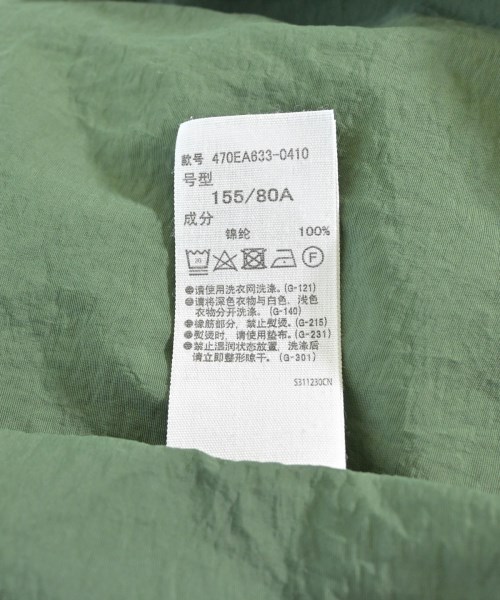 款号 470EA633-0410
号型
155/80A
成分
锦纶 100%
F
●请使用洗衣网洗涤。(G-121)
●请将深色衣物与白色、浅色
衣物分开洗涤。(G-140)
●橡筋部分,禁止熨烫。(G-215)
●熨烫时,请使用垫布。(G-231)
●禁止湿润状态放置,洗涤后
请立即整形晾干。(G-301)
5311230CN